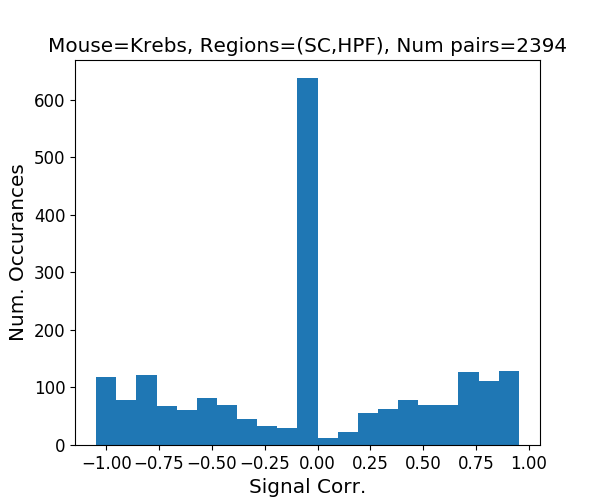 Mouse=Krebs, Regions=(SC,HPF), Num pairs=2394
600
500
400
300
200
100
0
Num. Occurances
−1.00 −0.75 −0.50 −0.25 0.00 0.25 0.50 0.75 1.00
Signal Corr.